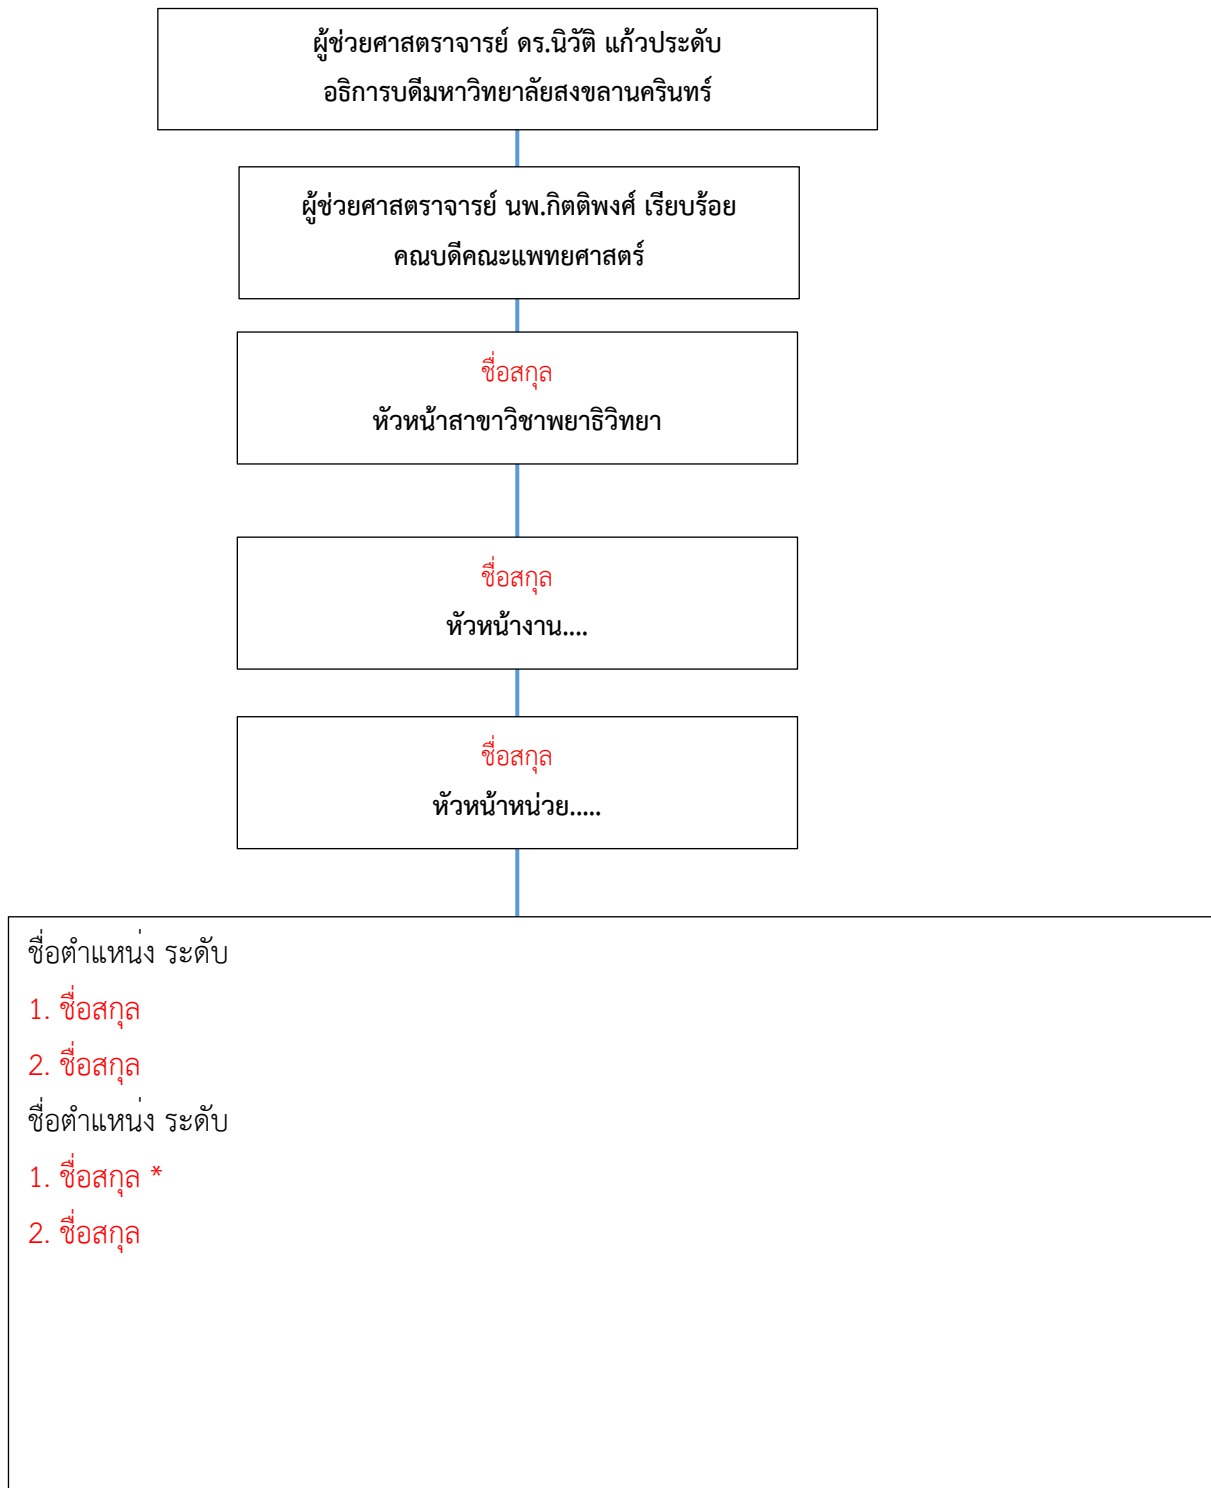 ผู้ช่วยศาสตราจารย์ ดร.นิวัติ แก้วประดับ
อธิการบดีมหาวิทยาลัยสงขลานครินทร์
ผู้ช่วยศาสตราจารย์ นพ.กิตติพงศ์ เรียบร้อย
คณบดีคณะแพทยศาสตร์
ชื่อสกุล
หัวหน้าสาขาวิชาพยาธิวิทยา
ชื่อสกุล
หัวหน้างาน....
ชื่อสกุล
หัวหน้าหน่วย.....
ชื่อตำแหน่ง ระดับ
1. ชื่อสกุล
2. ชื่อสกุล
ชื่อตำแหน่ง ระดับ
1. ชื่อสกุล *
2. ชื่อสกุล